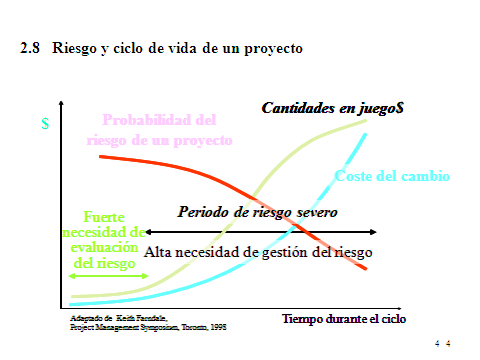 2.8 Riesgo y ciclo de vida de un proyecto
Cantidades en juego$
$
Probabilidad del
riesgo de un proyecto
Coste del cambio
Periodo de riesgo severo
Fuerte
necesidad de
evaluación
del riesgo
Alta necesidad de gestión del riesgo
Adaptado de Keith Farndale,
Project Management Symposium, Toronto, 1998
Tiempo durante el ciclo
4 4